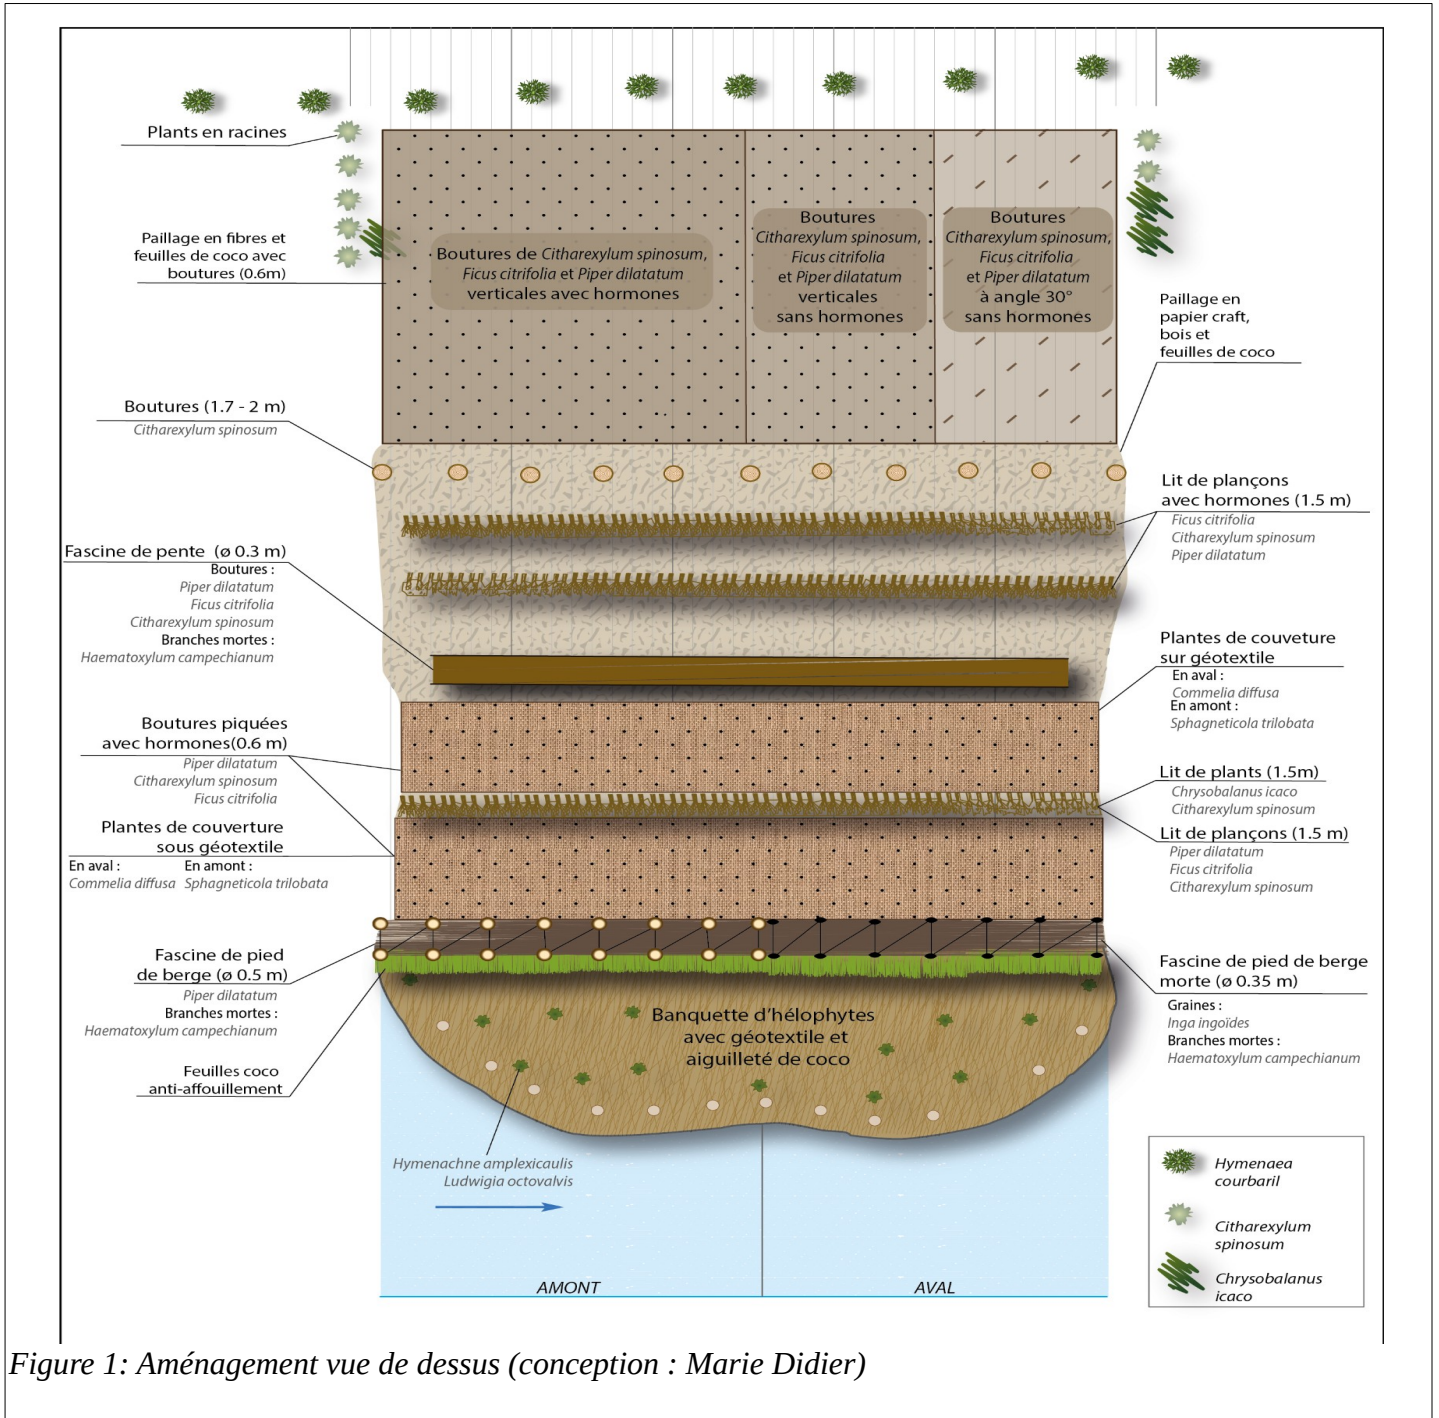 Plants en racines
Paillage en fibres et
feuilles de coco avec
boutures (0.6m)
Boutures de Citharexylum spinosum,
Ficus citrifolia et Piper dilatatum
verticales avec hormones
Boutures
Citharexylum spinosum,
Ficus citrifolia
et Piper dilatatum
verticales
sans hormones
Boutures
Citharexylum spinosum,
Ficus citrifolia
et Piper dilatatum
à angle 30°
sans hormones
Paillage en
papier craft,
bois et
feuilles de coco
Boutures (1.7 - 2 m)
Citharexylum spinosum
Lit de plançons
avec hormones (1.5 m)
Ficus citrifolia
Citharexylum spinosum
Piper dilatatum
Fascine de pente (ø 0.3 m)
Boutures :
Piper dilatatum
Ficus citrifolia
Citharexylum spinosum
Branches mortes :
Haematoxylum campechianum
Plantes de couveture
sur géotextile
En aval :
Commelia diffusa
En amont :
Sphagneticola trilobata
Boutures piquées
avec hormones(0.6 m)
Piper dilatatum
Citharexylum spinosum
Ficus citrifolia
Lit de plants (1.5m)
Chrysobalanus icaco
Citharexylum spinosum
Plantes de couverture
sous géotextile
En aval : En amont :
Commelia diffusa Sphagneticola trilobata
Lit de plançons (1.5 m)
Piper dilatatum
Ficus citrifolia
Citharexylum spinosum
Fascine de pied
de berge (ø 0.5 m)
Piper dilatatum
Branches mortes :
Haematoxylum campechianum
Fascine de pied de berge
morte (ø 0.35 m)
Graines :
Inga ingoïdes
Branches mortes :
Haematoxylum campechianum
Banquette d’hélophytes
avec géotextile et
aiguilleté de coco
Feuilles coco
anti-affouillement
Hymenachne amplexicaulis
Ludwigia octovalvis
AMONT
AVAL
Hymenaea
courbaril
Citharexylum
spinosum
Chrysobalanus
icaco
Figure 1: Aménagement vue de dessus (conception : Marie Didier)